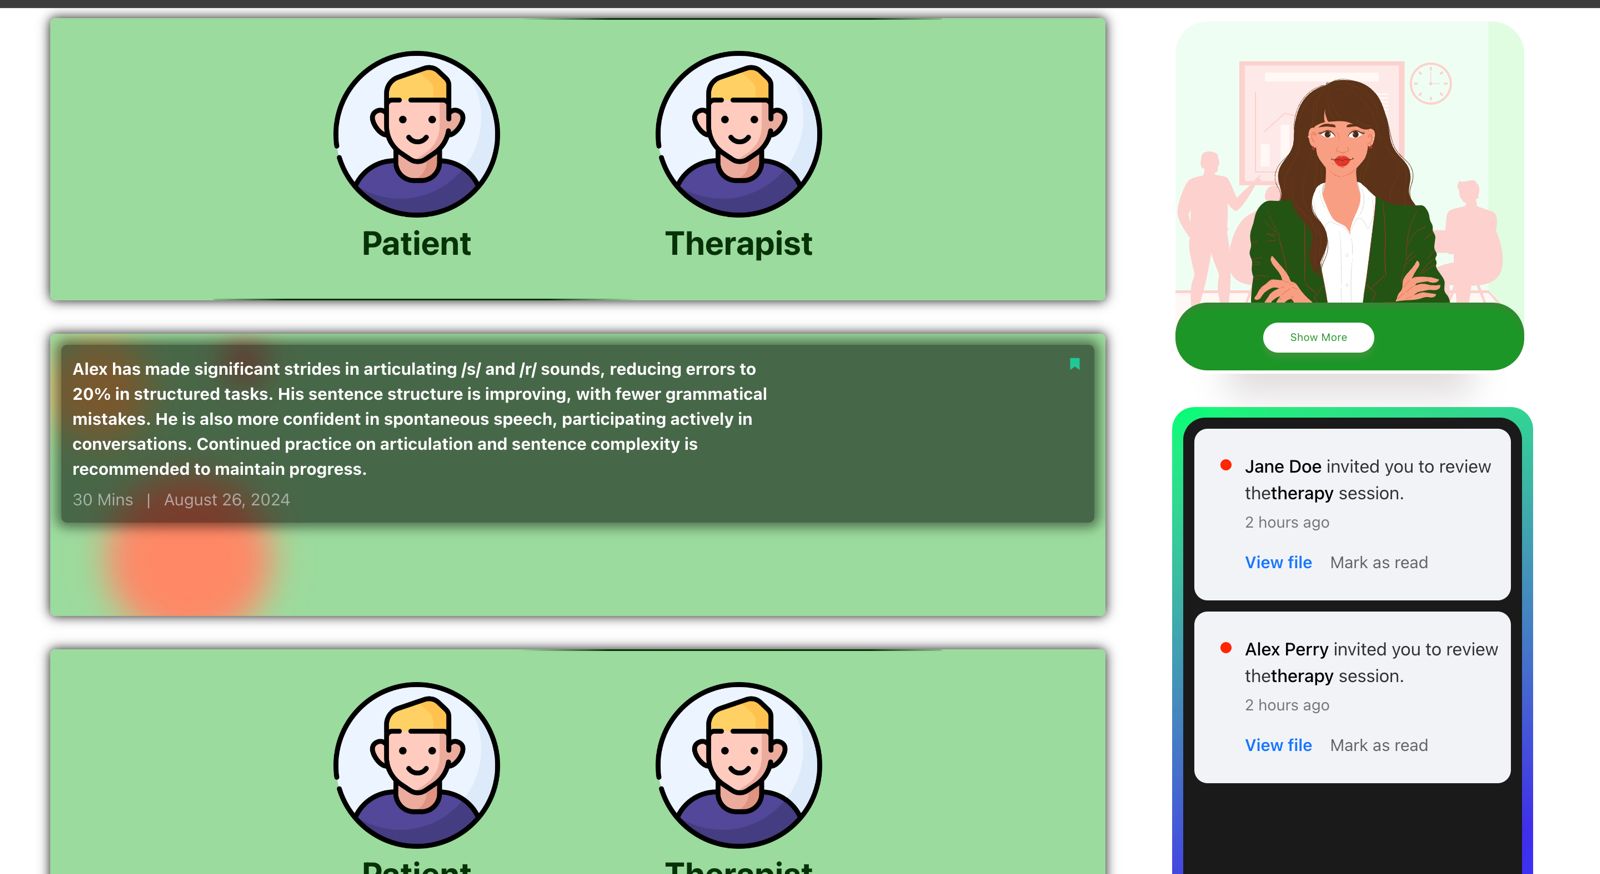 Patient
Therapist
Alex has made significant strides in articulating /s/ and /r/ sounds, reducing errors to
20% in structured tasks. His sentence structure is improving, with fewer grammatical
mistakes. He is also more confident in spontaneous speech, participating actively in
conversations. Continued practice on articulation and sentence complexity is
recommended to maintain progress.
30 Mins | August 26, 2024
Patient
Therapist
Show More
Jane Doe invited you to review
thetherapy session.
2 hours ago
View file Mark as read
Alex Perry invited you to review
thetherapy session.
2 hours ago
View file Mark as read